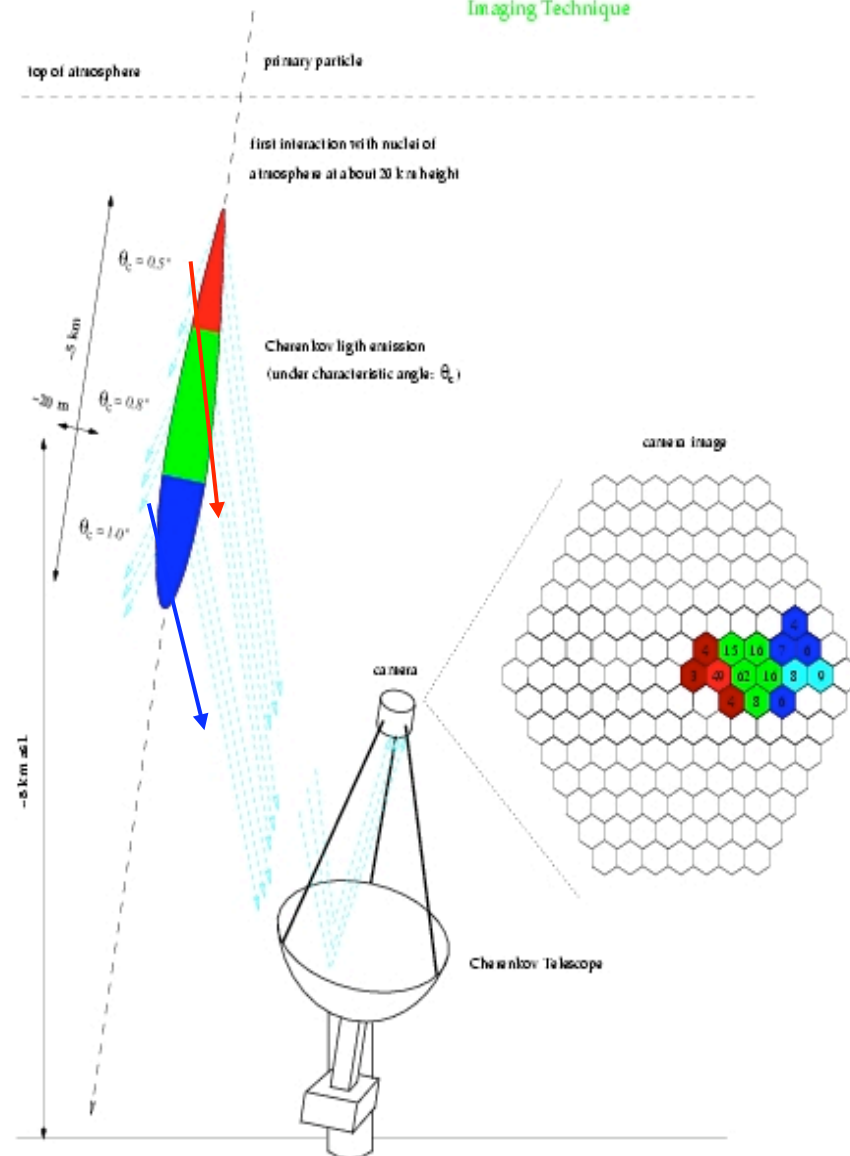 Imaging Technique
primary particle
top of atmosphere
first interaction with nuclei of
atmosphere at about 20 km height
θc = 0.5°
~5 km
Cherenkov ligth emission
(under characteristic angle: θc)
~20 m
θc = 0.8°
camera image
θc = 1.0°
4
4 15 16 7 6
3 49 62 16 8 9
4 8 6
camera
~8 km asl
Cherenkov Telescope